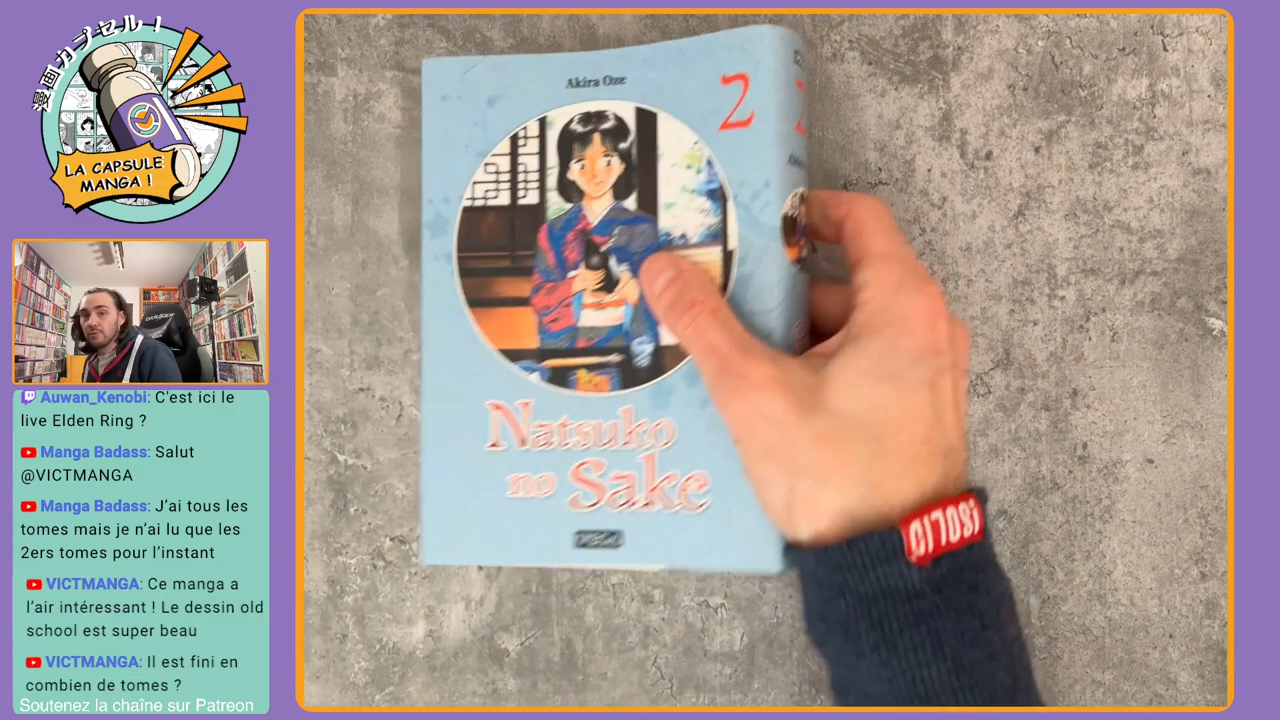 漫画カプセル！
LA CAPSULE
MANGA !
Auwan_Kenobi: C'est ici le
live Elden Ring ?
Manga Badass: Salut
@VICTMANGA
Manga Badass: J'ai tous les
tomes mais je n'ai lu que les
2ers tomes pour l'instant
VICTMANGA: Ce manga a
l'air intéressant ! Le dessin old
school est super beau
VICTMANGA: Il est fini en
combien de tomes ?
Soutenez la chaîne sur Patreon
Akira Oze
2
Natsuko
no Sake
¡SOLID